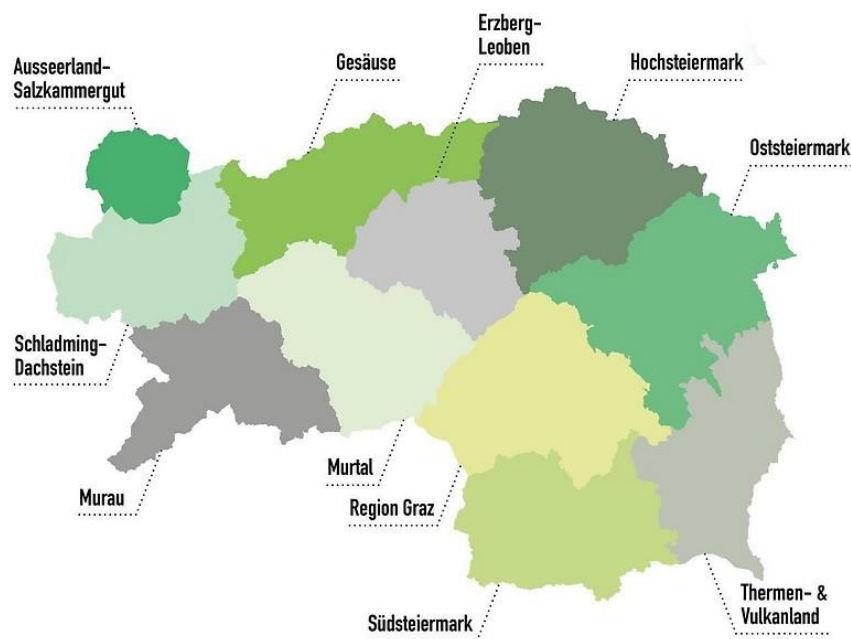 Erzberg-
Leoben
Ausseerland-
Salzkammergut
Gesäuse
Hochsteiermark
Oststeiermark
Schladming-
Dachstein
Murtal
Murau
Region Graz
Südsteiermark
Thermen- &
Vulkanland